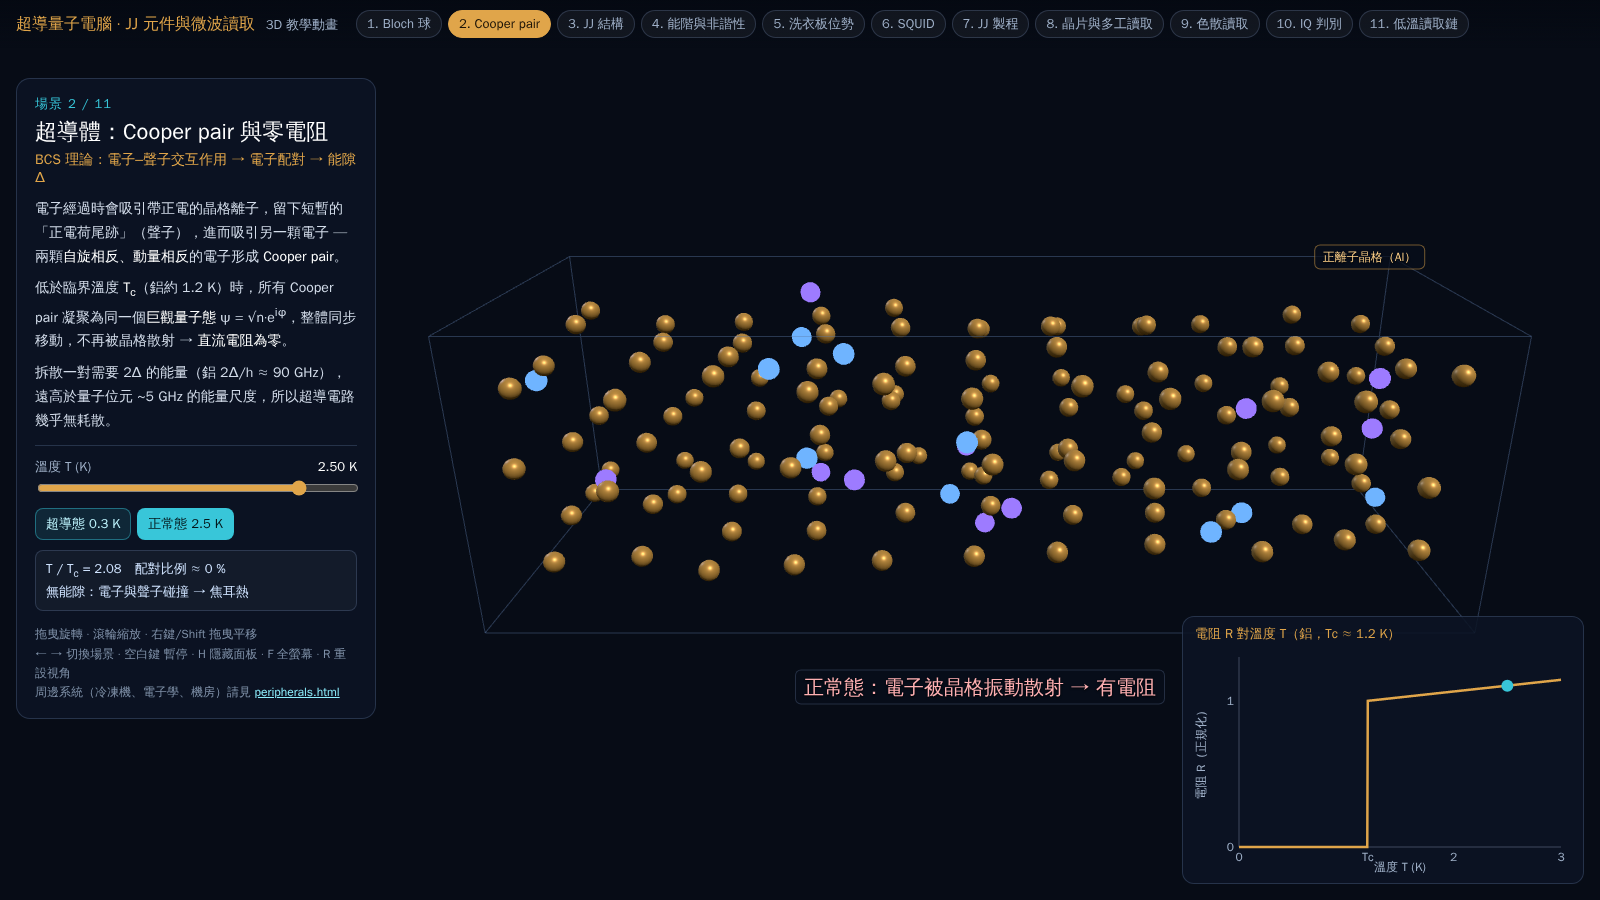 超導量子電腦 · JJ 元件與微波讀取 3D 教學動畫
1. Bloch 球
2. Cooper pair
3. JJ 結構
4. 能階與非諧性
5. 洗衣板位勢
6. SQUID
7. JJ 製程
8. 晶片與多工讀取
9. 色散讀取
10. IQ 判別
11. 低溫讀取鏈
場景 2 / 11
超導體：Cooper pair 與零電阻
BCS 理論：電子–聲子交互作用 → 電子配對 → 能隙
Δ
電子經過時會吸引帶正電的晶格離子，留下短暫的
「正電荷尾跡」（聲子），進而吸引另一顆電子 —
兩顆自旋相反、動量相反的電子形成 Cooper pair。
低於臨界溫度 Tc（鋁約 1.2 K）時，所有 Cooper
pair 凝聚為同一個巨觀量子態 ψ = √n·e^iφ，整體同步
移動，不再被晶格散射 → 直流電阻為零。
拆散一對需要 2Δ 的能量（鋁 2Δ/h ≈ 90 GHz），
遠高於量子位元 ~5 GHz 的能量尺度，所以超導電路
幾乎無耗散。
溫度 T (K) 2.50 K
超導態 0.3 K
正常態 2.5 K
T / Tc = 2.08 配對比例 ≈ 0 %
無能隙：電子與聲子碰撞 → 焦耳熱
拖曳旋轉 · 滾輪縮放 · 右鍵/Shift 拖曳平移
← → 切換場景 · 空白鍵 暫停 · H 隱藏面板 · F 全螢幕 · R 重
設視角
周邊系統（冷凍機、電子學、機房）請見 peripherals.html
正離子晶格（Al）
正常態：電子被晶格振動散射 → 有電阻
電阻 R 對溫度 T（鋁，Tc ≈ 1.2 K）
電阻 R（正規化）
1
0
0
Tc
2
3
溫度 T (K)